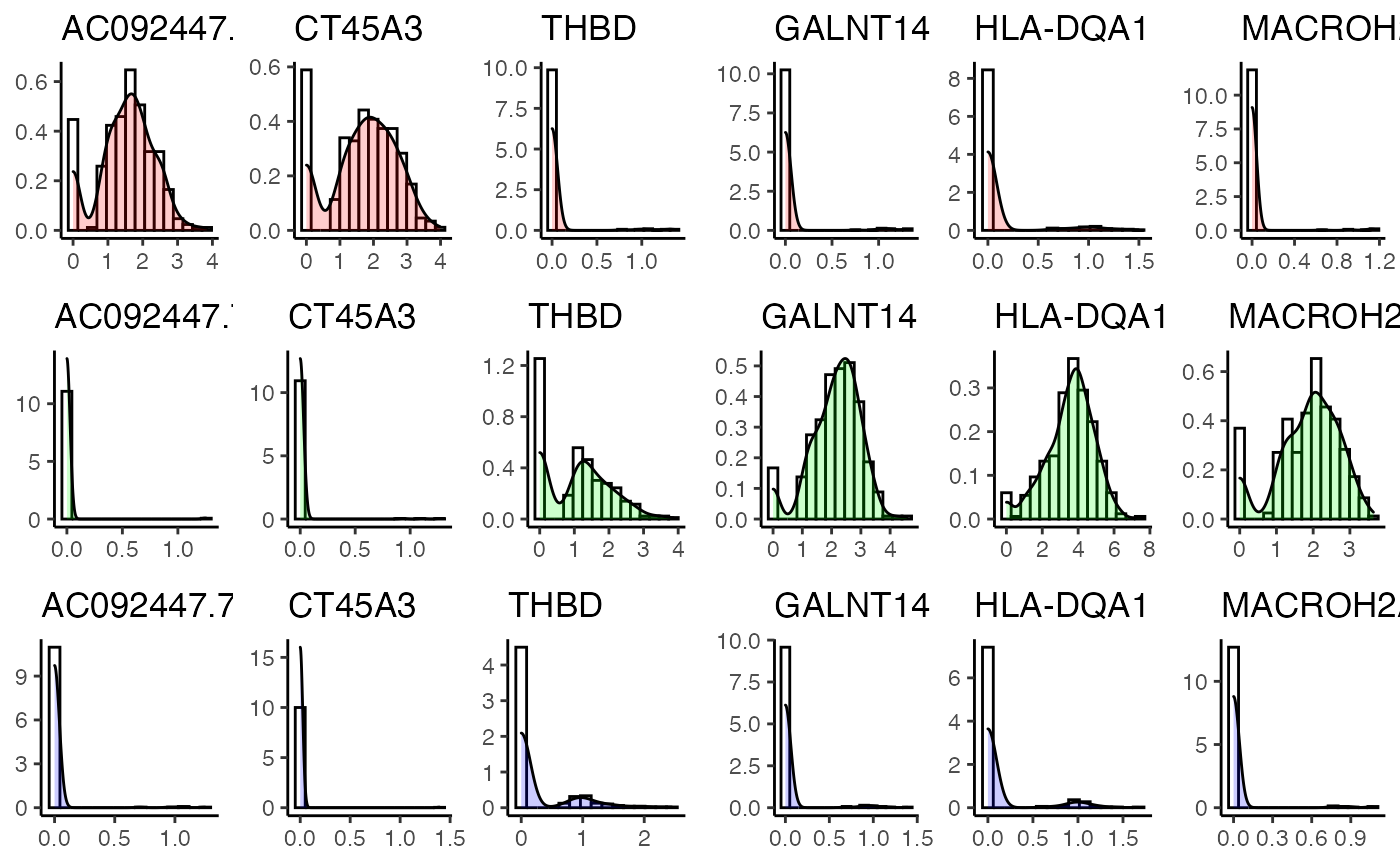 AC092447. CT45A3 THBD GALNT14 HLA-DQA1 MACROH
0.6 0.4 0.2 0.0
0 1 2 3 4
0.6 0.4 0.2 0.0
0 1 2 3 4
10.0 7.5 5.0 2.5 0.0
0.0 0.5 1.0
10.0 7.5 5.0 2.5 0.0
0.0 0.5 1.0
8 6 4 2 0
0.0 0.5 1.0 1.5
10.0 7.5 5.0 2.5 0.0
0.0 0.4 0.8 1.2
AC092447. CT45A3 THBD GALNT14 HLA-DQA1 MACROH2
10 5 0
0.0 0.5 1.0
10 5 0
0.0 0.5 1.0
1.2 0.8 0.4 0.0
0 1 2 3 4
0.5 0.4 0.3 0.2 0.1 0.0
0 1 2 3 4
0.3 0.2 0.1 0.0
0 2 4 6 8
0.6 0.4 0.2 0.0
0 1 2 3
AC092447.7 CT45A3 THBD GALNT14 HLA-DQA1 MACROH2
9 6 3 0
0.0 0.5 1.0
15 10 5 0
0.0 0.5 1.0 1.5
4 3 2 1 0
0 1 2
10.0 7.5 5.0 2.5 0.0
0.0 0.5 1.0 1.5
6 4 2 0
0.0 0.5 1.0 1.5
10 5 0
0.0 0.3 0.6 0.9